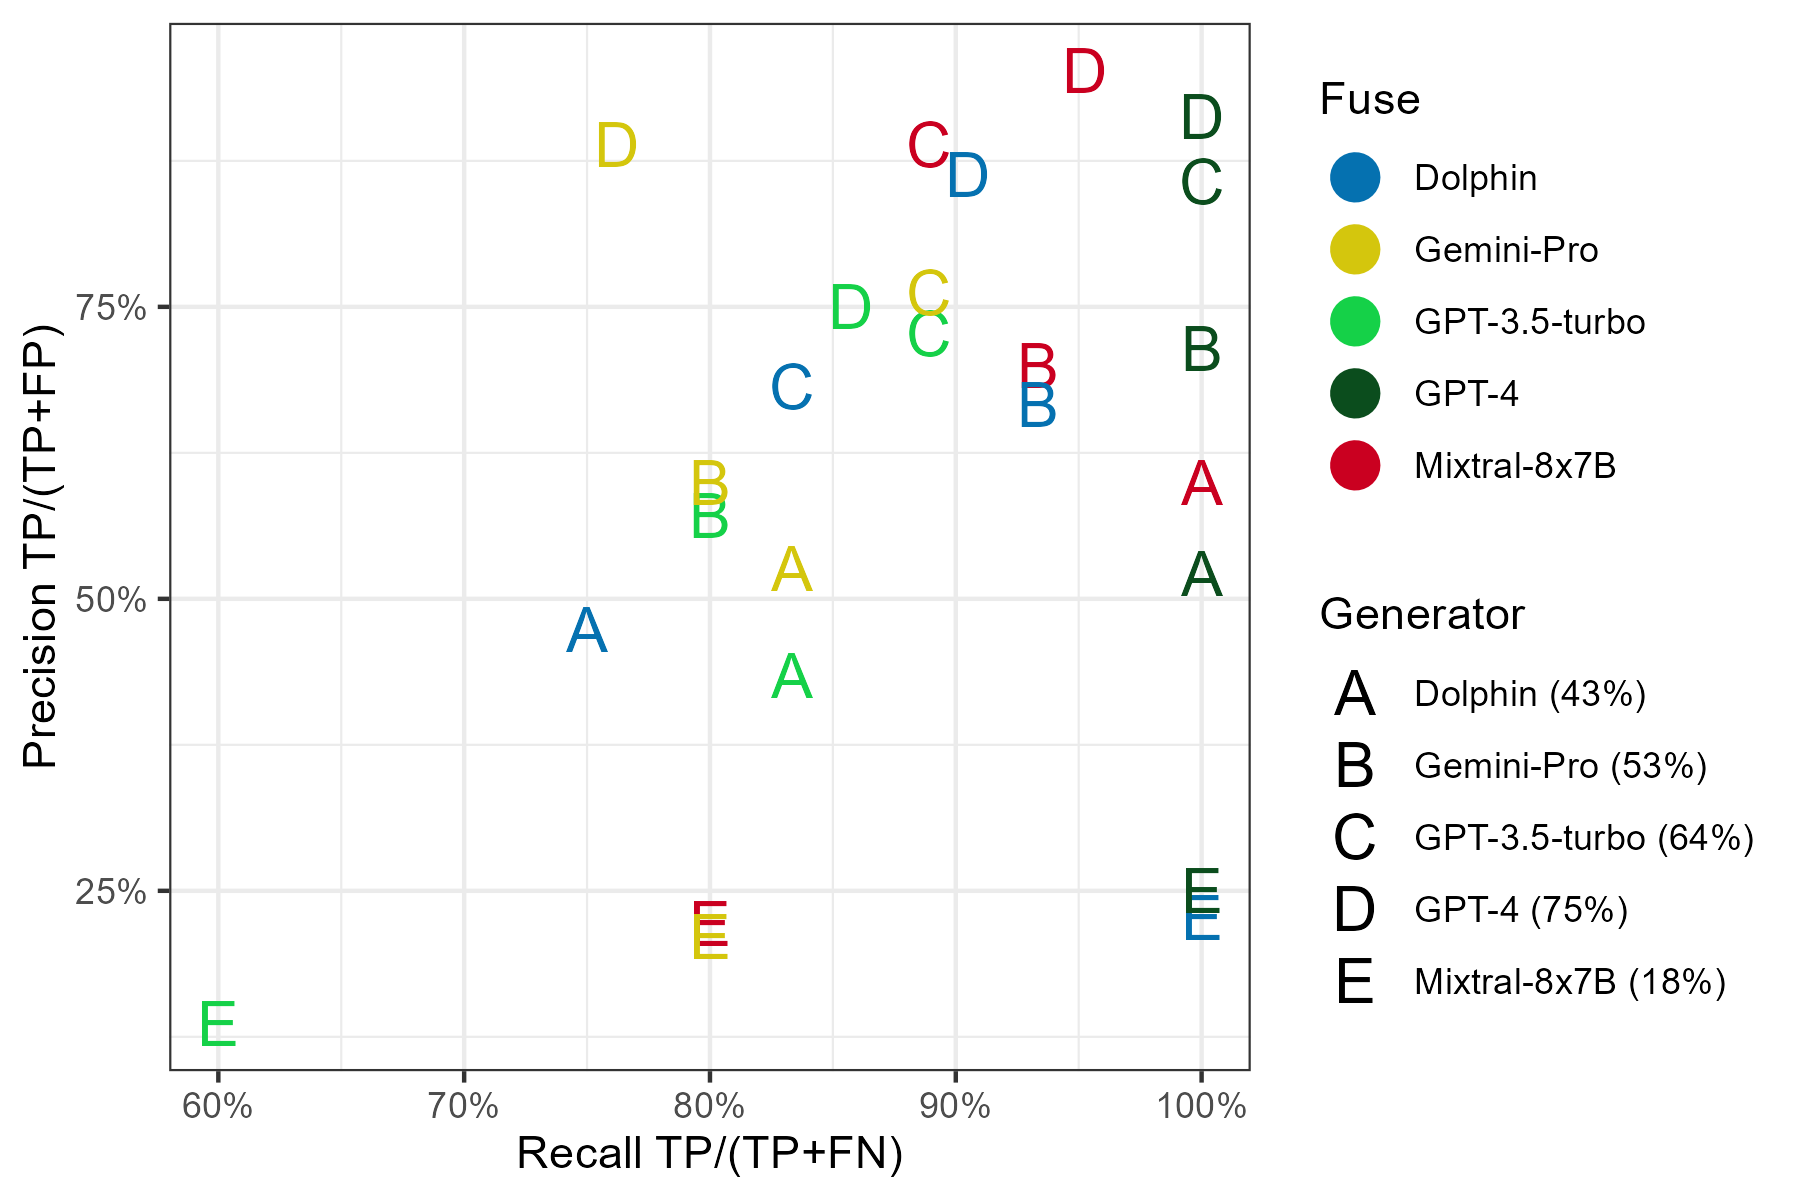 Precision TP/(TP+FP)
75%
50%
25%
D
D
D
C
D
C
C
D
C
B
B
C
B
B
A
B
A
A
A
A
E
E
E
E
E
60%
70%
80%
90%
100%
Recall TP/(TP+FN)
Fuse
Dolphin
Gemini-Pro
GPT-3.5-turbo
GPT-4
Mixtral-8x7B
Generator
A Dolphin (43%)
B Gemini-Pro (53%)
C GPT-3.5-turbo (64%)
D GPT-4 (75%)
E Mixtral-8x7B (18%)